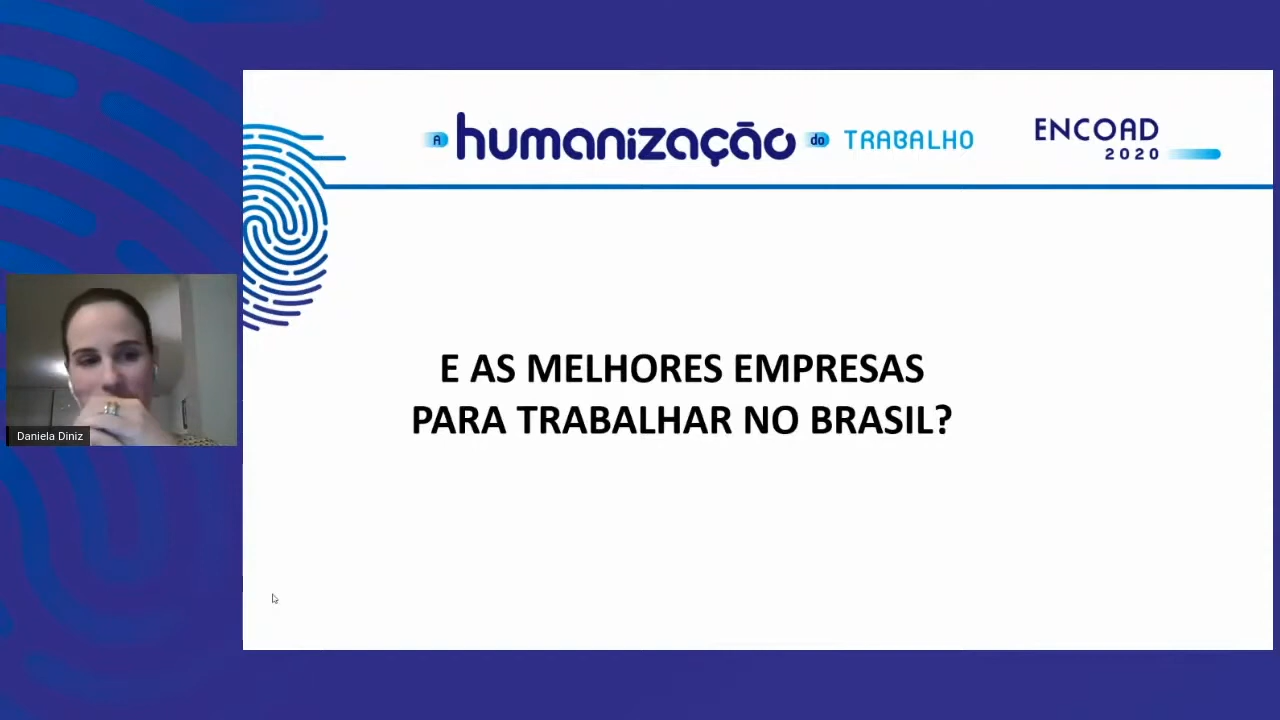 A humanização do TRABALHO
ENCOAD
2020
E AS MELHORES EMPRESAS
PARA TRABALHAR NO BRASIL?
Daniela Diniz